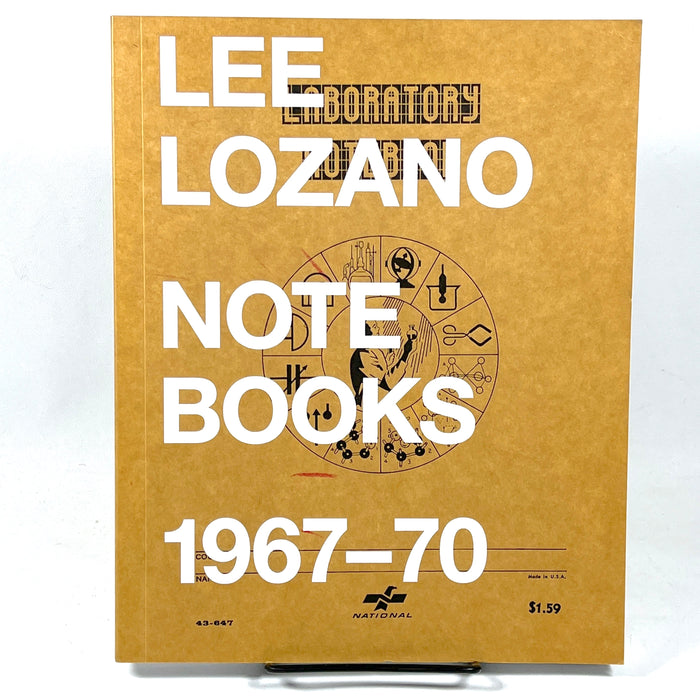 LEE
LABORATORY
LOZANO
NOTE
BOOKS
1967–70
Made in U.S.A.
$1.59
NATIONAL
43-647